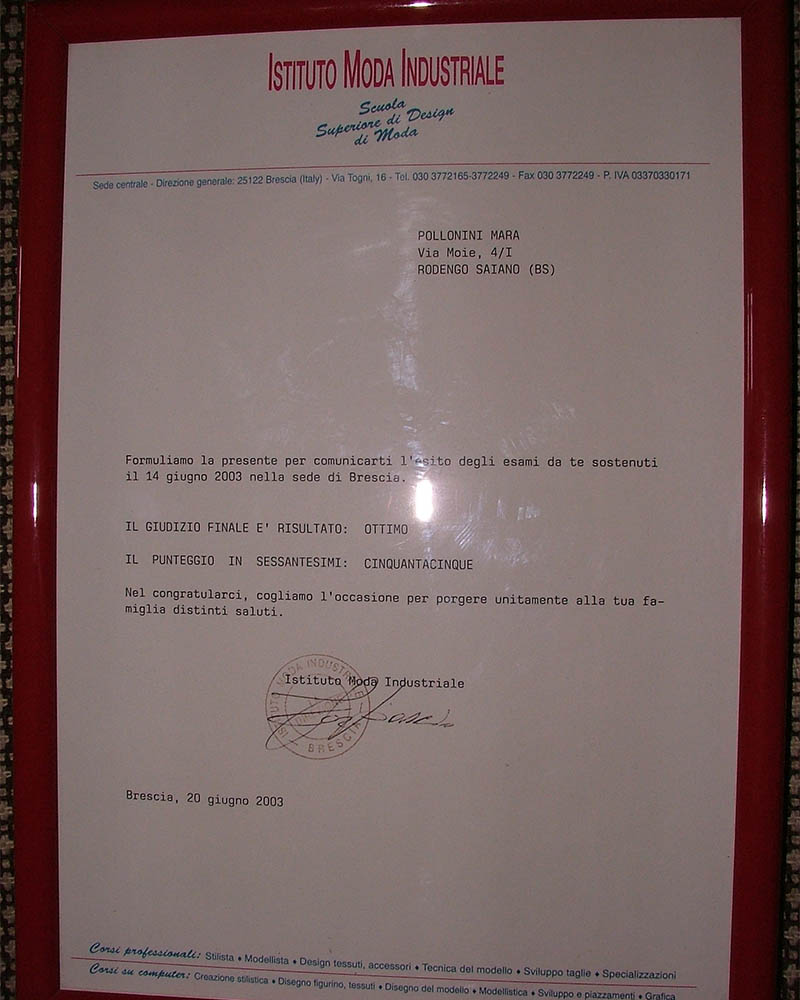 ISTITUTO MODA INDUSTRIALE
Scuola
Superiore di Design
di Moda
Sede centrale - Direzione generale: 25122 Brescia (Italy) - Via Togni, 16 - Tel. 030 3772165-3772249 - Fax 030 3772249 - P. IVA 03370330171
POLLONINI MARA
Via Moie, 4/I
RODENGO SAIANO (BS)
Formuliamo la presente per comunicarti l'esito degli esami da te sostenuti
il 14 giugno 2003 nella sede di Brescia.
IL GIUDIZIO FINALE E' RISULTATO: OTTIMO
IL PUNTEGGIO IN SESSANTESIMI: CINQUANTACINQUE
Nel congratularci, cogliamo l'occasione per porgere unitamente alla tua fa-
miglia distinti saluti.
ISTITUTO MODA INDUSTRIALE
BRESCIA
Istituto Moda Industriale
Brescia, 20 giugno 2003
Corsi professionali: Stilista ♦ Modellista ♦ Design tessuti, accessori ♦ Tecnica del modello ♦ Sviluppo taglie ♦ Specializzazioni
Corsi su computer: Creazione stilistica ♦ Disegno figurino, tessuti ♦ Disegno del modello ♦ Modellistica ♦ Sviluppo e piazzamenti ♦ Grafica